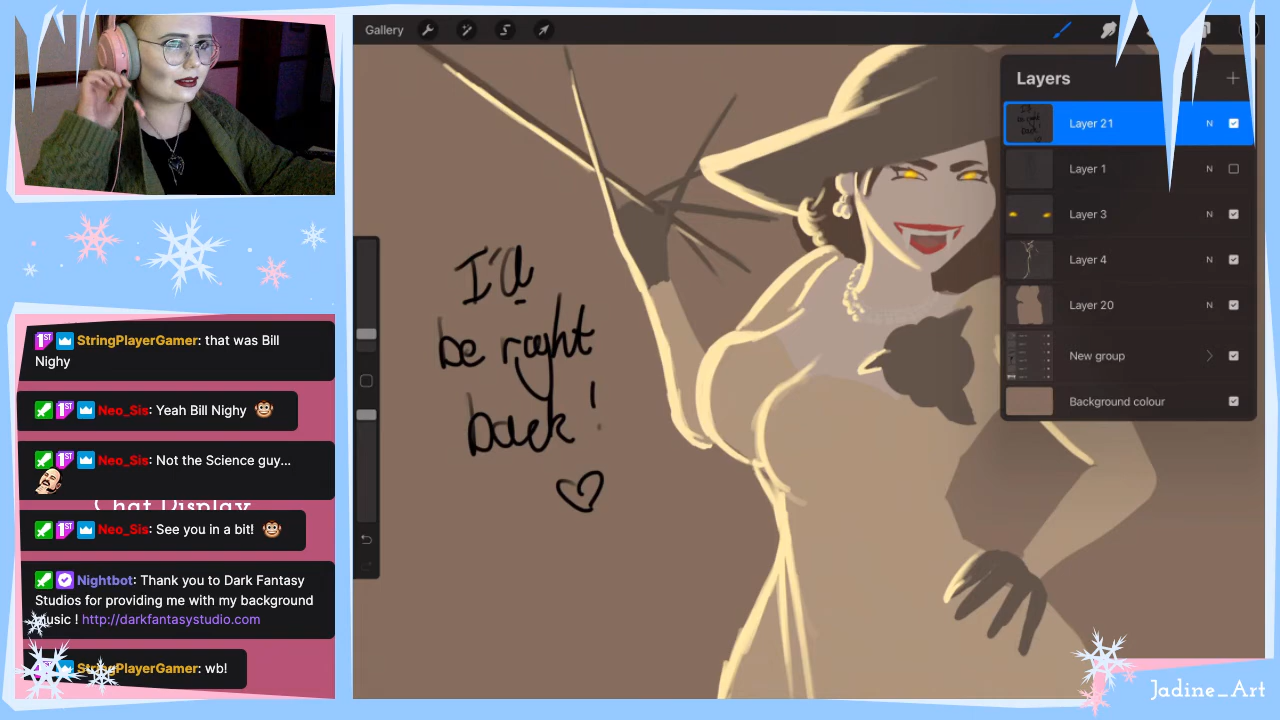 Gallery
Layers
Layer 21 N
Layer 1 N
Layer 3 N
Layer 4 N
Layer 20 N
New group
Background colour
I'll
be right
back!
StringPlayerGamer: that was Bill
Nighy
Neo_Sis: Yeah Bill Nighy
Neo_Sis: Not the Science guy...
Chat Display
Neo_Sis: See you in a bit!
Nightbot: Thank you to Dark Fantasy
Studios for providing me with my background
music ! http://darkfantasystudio.com
StringPlayerGamer: wb!
Jadine_Art